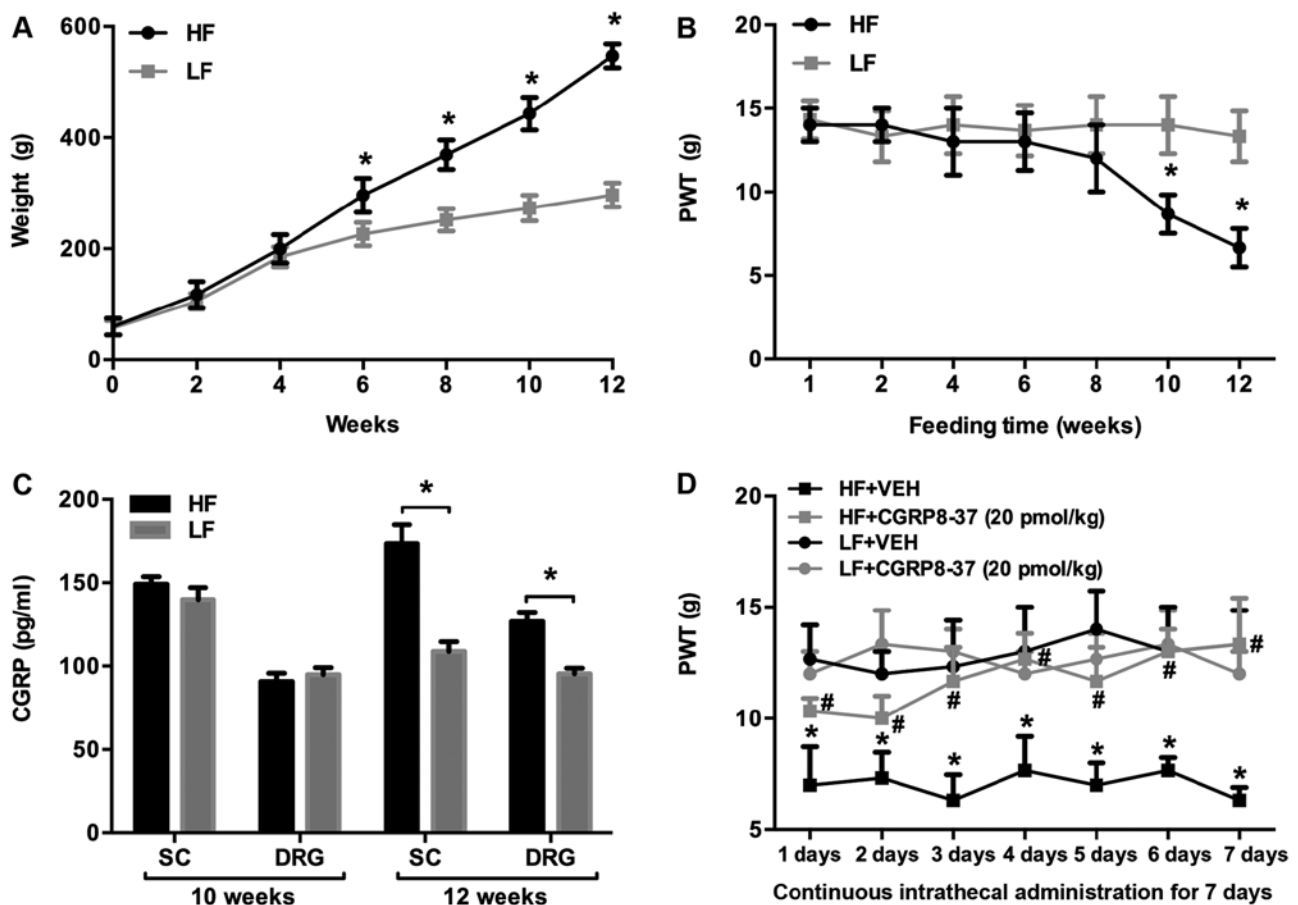 A
HF
LF
Weight (g)
600
400
200
0
0 2 4 6 8 10 12
Weeks
* * * *
B
HF
LF
PWT (g)
20
15
10
5
0
1 2 4 6 8 10 12
Feeding time (weeks)
* *
C
HF
LF
CGRP (pg/ml)
200
150
100
50
0
* *
SC DRG SC DRG
10 weeks 12 weeks
D
HF+VEH
HF+CGRP8-37 (20 pmol/kg)
LF+VEH
LF+CGRP8-37 (20 pmol/kg)
PWT (g)
20
15
10
5
# # # # # # #
* * * * * * *
1 days 2 days 3 days 4 days 5 days 6 days 7 days
Continuous intrathecal administration for 7 days